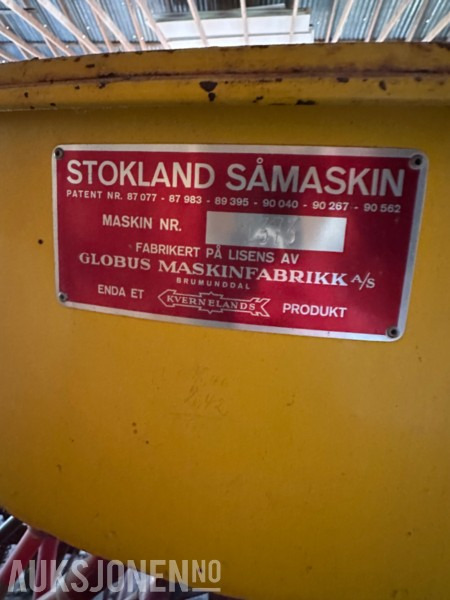 STOKLAND SÅMASKIN
PATENT NR. 87 077 - 87 983 - 89 395 - 90 040 - 90 267 - 90 562
MASKIN NR.
FABRIKERT PÅ LISENS AV
GLOBUS MASKINFABRIKK A/S
BRUMUNDDAL
ENDA ET KVERNELANDS PRODUKT
AUKSJONEN.NO